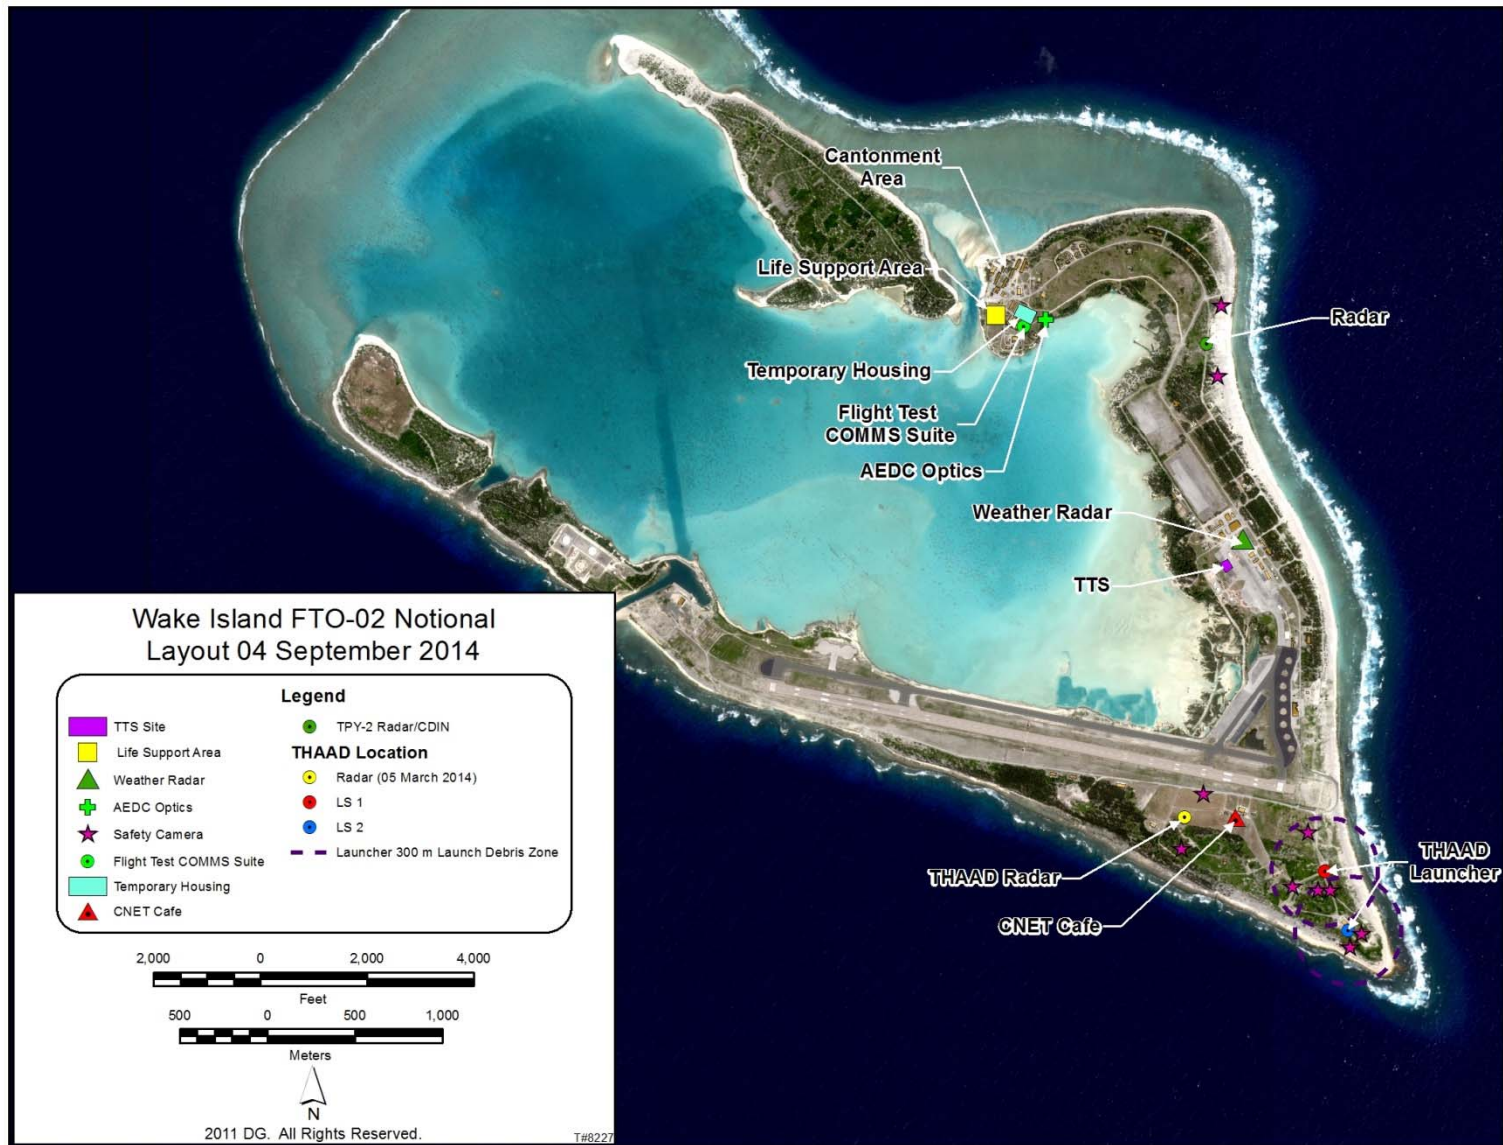 Cantonment
Area
Life Support Area
Radar
Temporary Housing
Flight Test
COMMS Suite
AEDC Optics
Weather Radar
TTS
THAAD Radar
CNET Cafe
THAAD
Launcher
Wake Island FTO-02 Notional
Layout 04 September 2014
Legend
TTS Site
Life Support Area
Weather Radar
AEDC Optics
Safety Camera
Flight Test COMMS Suite
Temporary Housing
CNET Cafe
TPY-2 Radar/CDIN
THAAD Location
Radar (05 March 2014)
LS 1
LS 2
Launcher 300 m Launch Debris Zone
2,000 0 2,000 4,000
Feet
500 0 500 1,000
Meters
N
2011 DG. All Rights Reserved.
T#8227